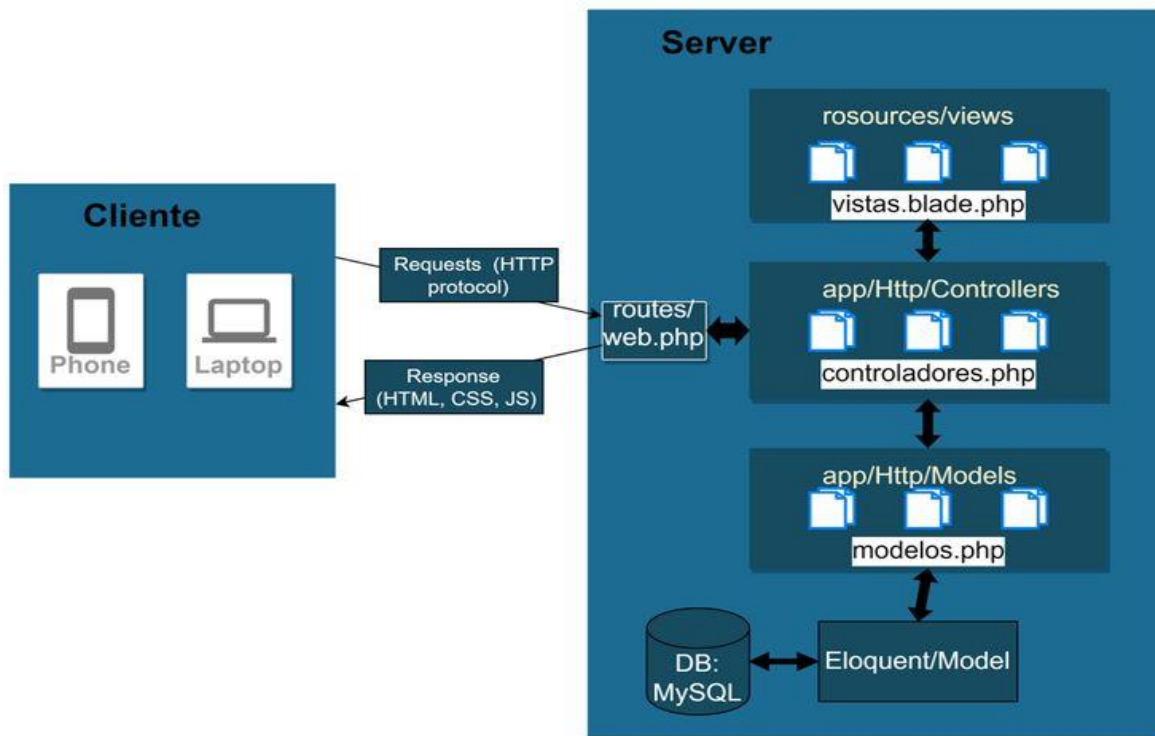 Server
rosources/views
vistas.blade.php
Cliente
Phone
Laptop
Requests (HTTP
protocol)
Response
(HTML, CSS, JS)
routes/
web.php
app/Http/Controllers
controladores.php
app/Http/Models
modelos.php
DB:
MySQL
Eloquent/Model